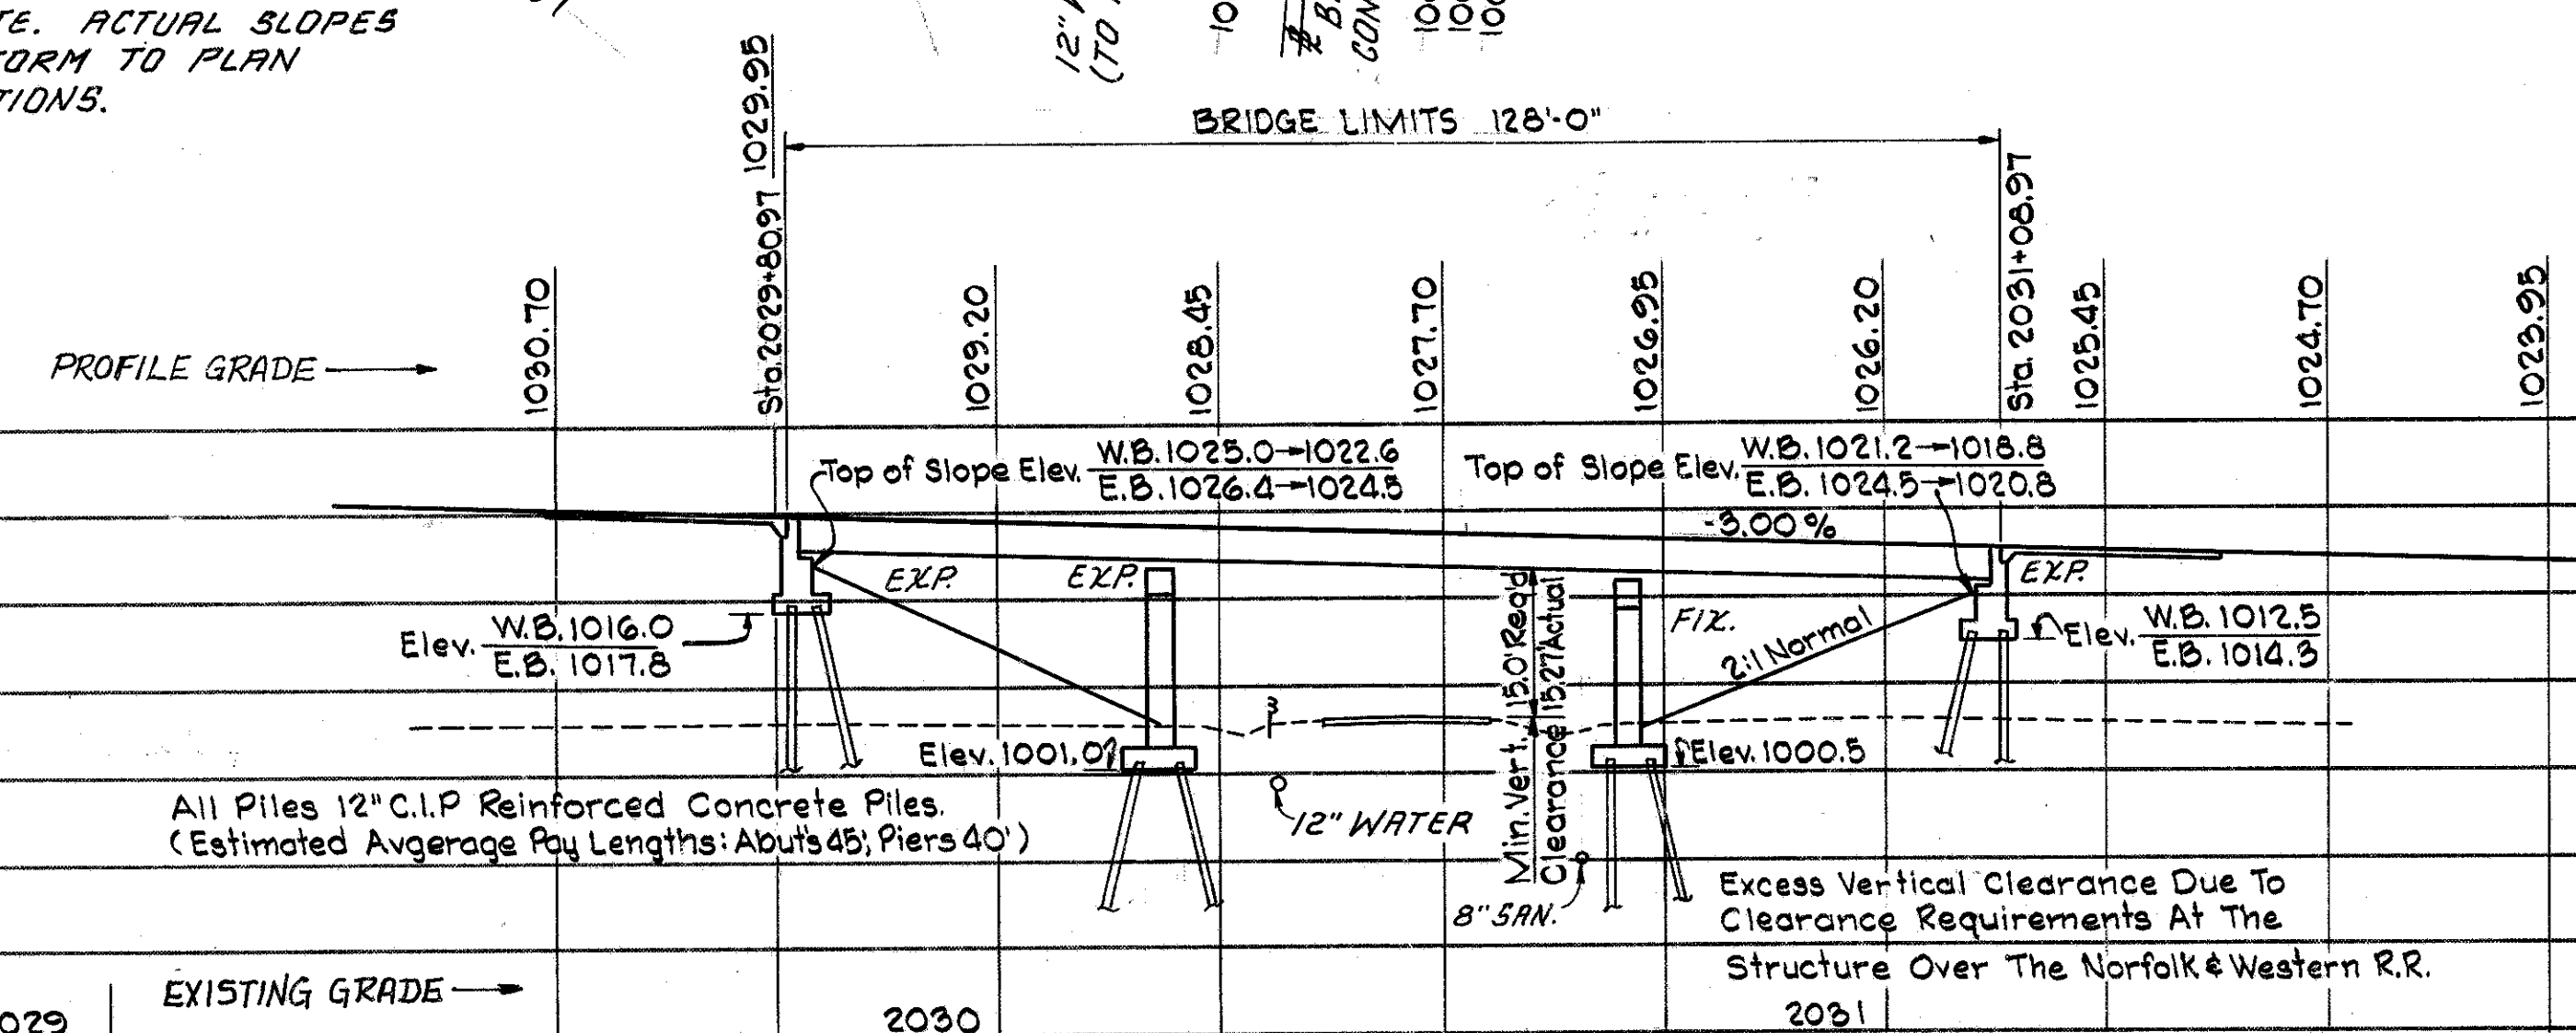 TE. ACTUAL SLOPES
FORM TO PLAN
TIONS.
12"
(TO
10
B
CON
100
100
100
BRIDGE LIMITS 128'-0"
1029.95
Sta. 2029+80.97
Sta. 2031+08.97
PROFILE GRADE
1030.70
1029.20
1028.45
1027.70
1026.95
1026.20
1025.45
1024.70
1023.95
Top of Slope Elev. W.B. 1025.0→1022.6
E.B. 1026.4→1024.5
Top of Slope Elev. W.B. 1021.2→1018.8
E.B. 1024.5→1020.8
-3.00%
EXP.
EXP.
FIX.
EXP.
2:1 Normal
Elev. W.B. 1016.0
E.B. 1017.8
Elev. W.B. 1012.5
E.B. 1014.3
Min. Vert. 15.0' Req'd
Clearance 15.27' Actual
Elev. 1001.0
Elev. 1000.5
All Piles 12" C.I.P Reinforced Concrete Piles.
(Estimated Avgerage Pay Lengths: Abut's 45', Piers 40')
12" WATER
8" SAN.
Excess Vertical Clearance Due To
Clearance Requirements At The
Structure Over The Norfolk & Western R.R.
EXISTING GRADE
029
2030
2031